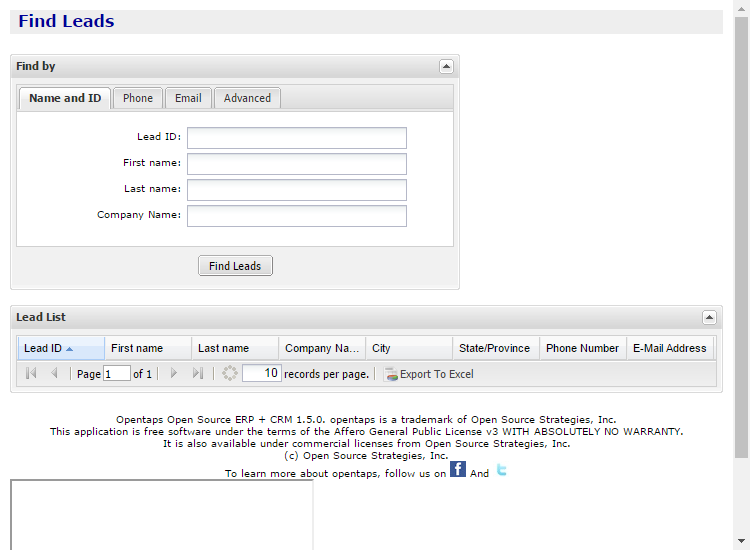 Find Leads
Find by
Name and ID Phone Email Advanced
Lead ID:
First name:
Last name:
Company Name:
Find Leads
Lead List
Lead ID First name Last name Company Na... City State/Province Phone Number E-Mail Address
Page 1 of 1 10 records per page. Export To Excel
Opentaps Open Source ERP + CRM 1.5.0. opentaps is a trademark of Open Source Strategies, Inc.
This application is free software under the terms of the Affero General Public License v3 WITH ABSOLUTELY NO WARRANTY.
It is also available under commercial licenses from Open Source Strategies, Inc.
(c) Open Source Strategies, Inc.
To learn more about opentaps, follow us on f And t